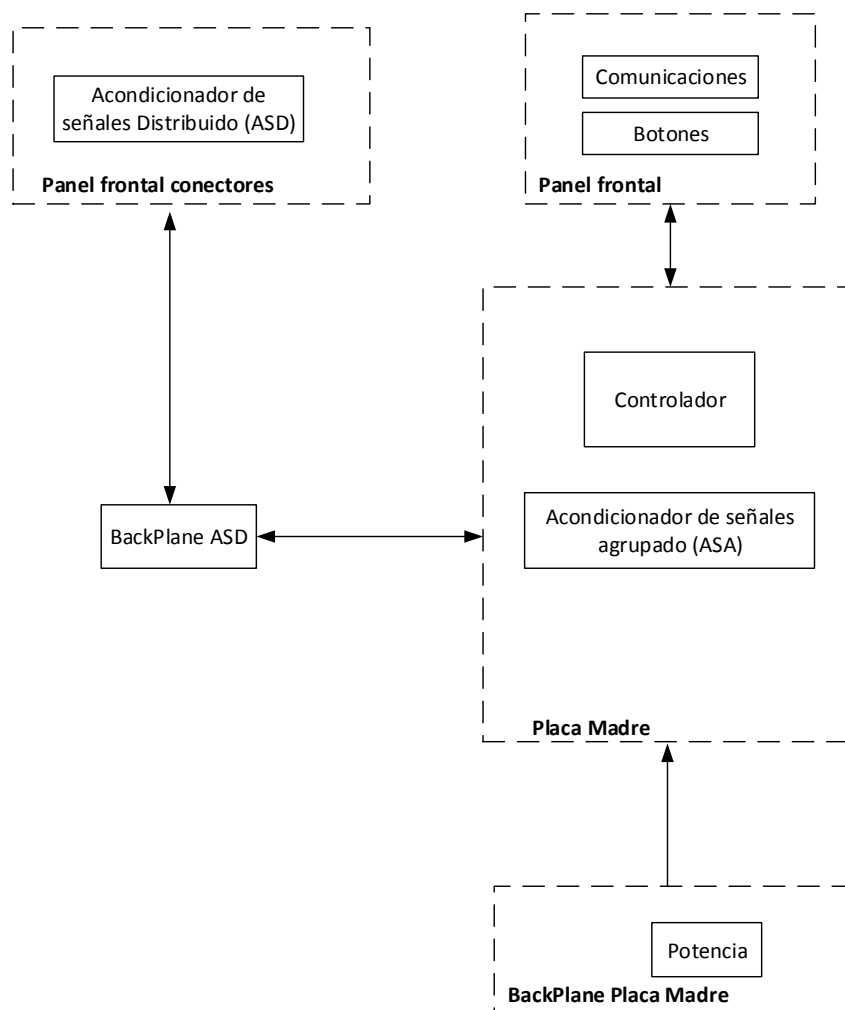 Acondicionador de
señales Distribuido (ASD)
Panel frontal conectores
Comunicaciones
Botones
Panel frontal
Controlador
BackPlane ASD
Acondicionador de señales
agrupado (ASA)
Placa Madre
Potencia
BackPlane Placa Madre